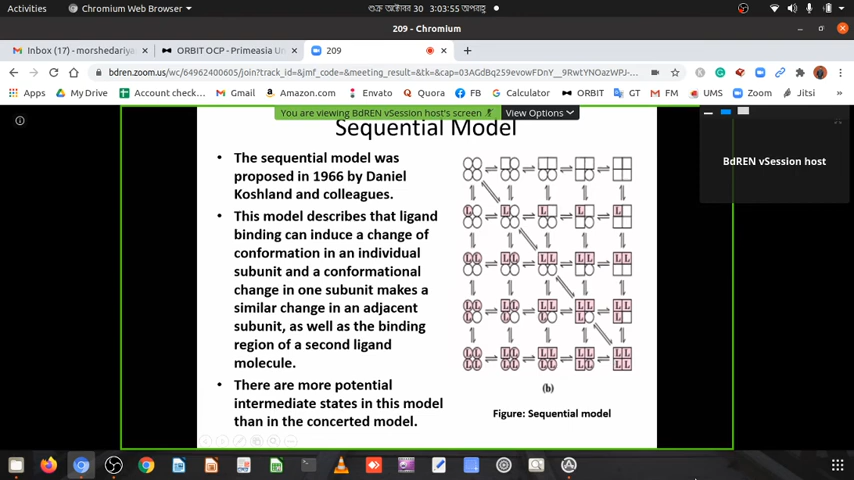 Activities
Chromium Web Browser
শুক্র অক্টোবর 30 3:03:55 অপরাহ্ণ
209 - Chromium
Inbox (17) - morshedariya
ORBIT OCP - Primeasia Un
209
bdren.zoom.us/wc/64962400605/join?track_id=&jmf_code=&meeting_result=&tk=&cap=03AGdBq259evowFDnY__9RwtYNOazWPJ-...
Apps
My Drive
Account check...
Gmail
Amazon.com
Envato
Quora
FB
Calculator
ORBIT
GT
FM
UMS
Zoom
Jitsi
You are viewing BdREN vSession host's screen
View Options
BdREN vSession host
Sequential Model
• The sequential model was
proposed in 1966 by Daniel
Koshland and colleagues.
• This model describes that ligand
binding can induce a change of
conformation in an individual
subunit and a conformational
change in one subunit makes a
similar change in an adjacent
subunit, as well as the binding
region of a second ligand
molecule.
• There are more potential
intermediate states in this model
than in the concerted model.
L L L L L
L L L L L L L L L L
L L L L L L L L L L
L L L L L
L L L L L L L L L L
L L L L L L L L L L
(b)
Figure: Sequential model